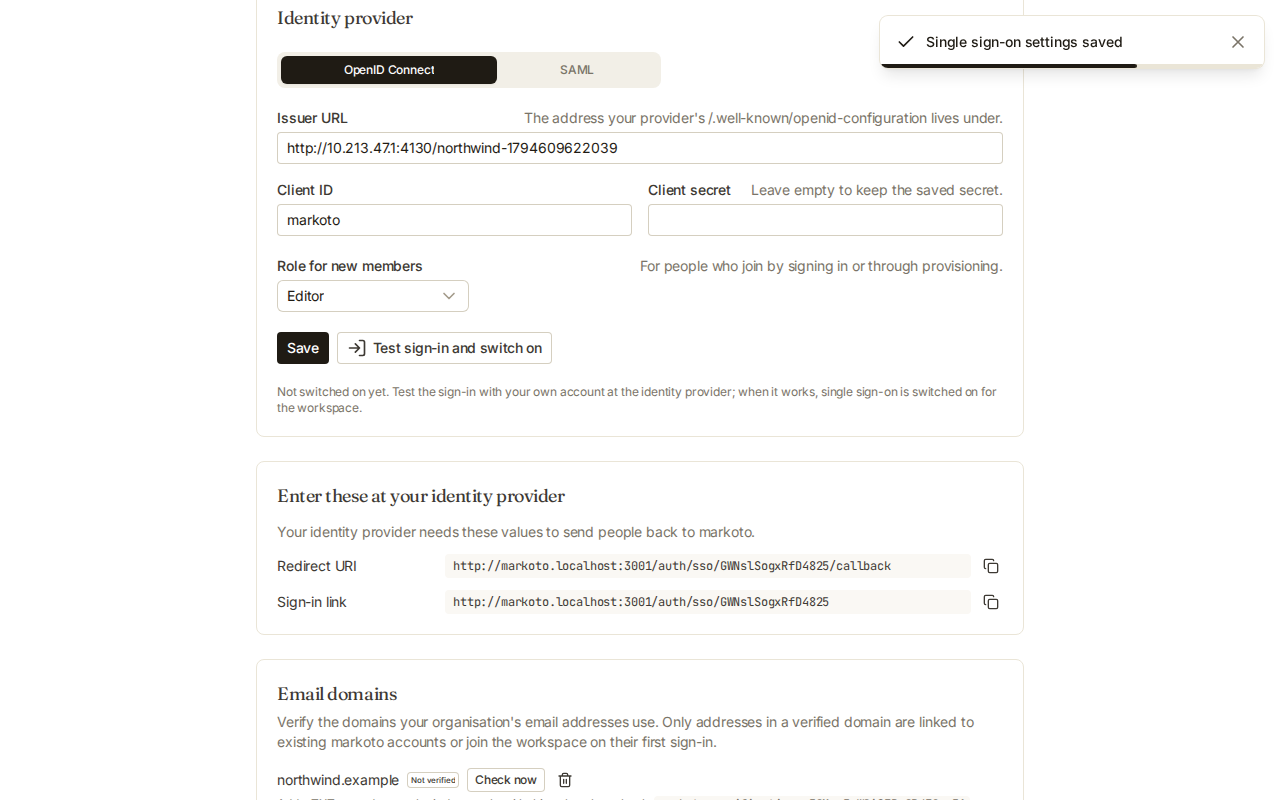 Identity provider
Single sign-on settings saved
OpenID Connect
SAML
Issuer URL
The address your provider's /.well-known/openid-configuration lives under.
http://10.213.47.1:4130/northwind-1794609622039
Client ID
Client secret
Leave empty to keep the saved secret.
markoto
Role for new members
For people who join by signing in or through provisioning.
Editor
Save
Test sign-in and switch on
Not switched on yet. Test the sign-in with your own account at the identity provider; when it works, single sign-on is switched on for
the workspace.
Enter these at your identity provider
Your identity provider needs these values to send people back to markoto.
Redirect URI
http://markoto.localhost:3001/auth/sso/GWNslSogxRfD4825/callback
Sign-in link
http://markoto.localhost:3001/auth/sso/GWNslSogxRfD4825
Email domains
Verify the domains your organisation's email addresses use. Only addresses in a verified domain are linked to
existing markoto accounts or join the workspace on their first sign-in.
northwind.example
Not verified
Check now